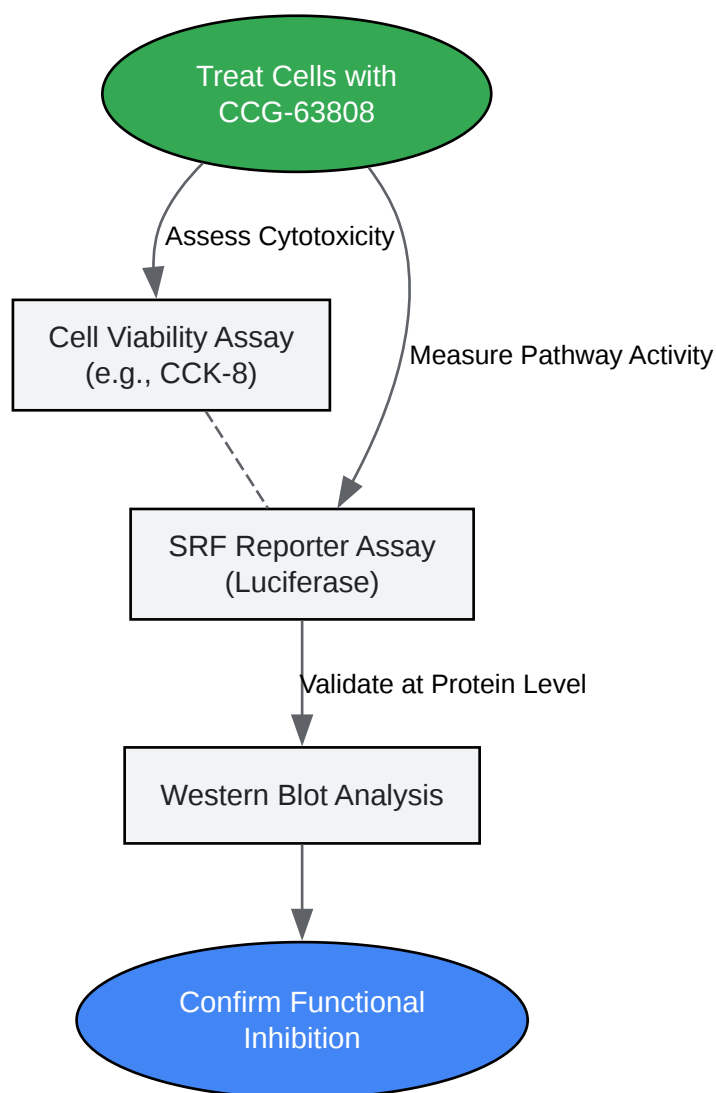 Treat Cells with
CCG-63808
Assess Cytotoxicity
Cell Viability Assay
(e.g., CCK-8)
Measure Pathway Activity
SRF Reporter Assay
(Luciferase)
Validate at Protein Level
Western Blot Analysis
Confirm Functional
Inhibition